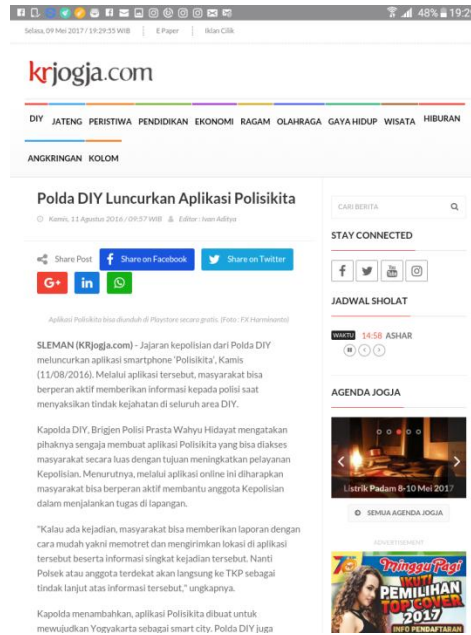 48% 19:29
Selasa, 09 Mei 2017 / 19:29:55 WIB E Paper Iklan Cilik
krjogja.com
DIY JATENG PERISTIWA PENDIDIKAN EKONOMI RAGAM OLAHRAGA GAYA HIDUP WISATA HIBURAN
ANGKRINGAN KOLOM
Polda DIY Luncurkan Aplikasi Polisikita
Kamis, 11 Agustus 2016 / 09:57 WIB Editor : Ivan Aditya
Share Post Share on Facebook Share on Twitter
G+ in
Aplikasi Polisikita bisa diunduh di Playstore secara gratis. (Foto: FX Harminanto)
SLEMAN (KRjogja.com) - Jajaran kepolisian dari Polda DIY
meluncurkan aplikasi smartphone 'Polisikita', Kamis
(11/08/2016). Melalui aplikasi tersebut, masyarakat bisa
berperan aktif memberikan informasi kepada polisi saat
menyaksikan tindak kejahatan di seluruh area DIY.
Kapolda DIY, Brigjen Polisi Prasta Wahyu Hidayat mengatakan
pihaknya sengaja membuat aplikasi Polisikita yang bisa diakses
masyarakat secara luas dengan tujuan meningkatkan pelayanan
Kepolisian. Menurutnya, melalui aplikasi online ini diharapkan
masyarakat bisa berperan aktif membantu anggota Kepolisian
dalam menjalankan tugas di lapangan.
"Kalau ada kejadian, masyarakat bisa memberikan laporan dengan
cara mudah yakni memotret dan mengirimkan lokasi di aplikasi
tersebut beserta informasi singkat kejadian tersebut. Nanti
Polsek atau anggota terdekat akan langsung ke TKP sebagai
tindak lanjut atas informasi tersebut," ungkapnya.
Kapolda menambahkan, aplikasi Polisikita dibuat untuk
mewujudkan Yogyakarta sebagai smart city. Polda DIY juga
CARI BERITA
STAY CONNECTED
JADWAL SHOLAT
WAKTU 14:58 ASHAR
AGENDA JOGJA
Listrik Padam 8-10 Mei 2017
SEMUA AGENDA JOGJA
ADVERTISEMENT
70 Minggu Pagi
IKUTI
PEMILIHAN
TOP COVER
2017
INFO PENDAFTARAN